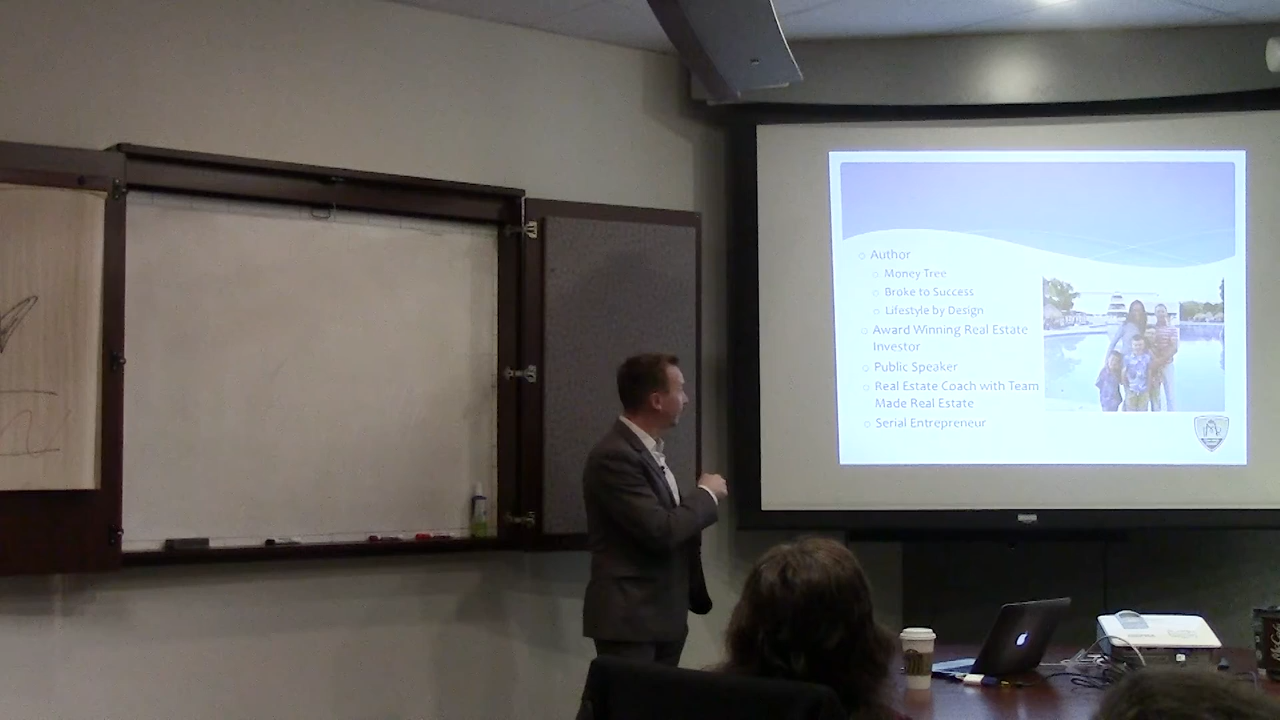 Author
Money Tree
Broke to Success
Lifestyle by Design
Award Winning Real Estate
Investor
Public Speaker
Real Estate Coach with Team
Made Real Estate
Serial Entrepreneur